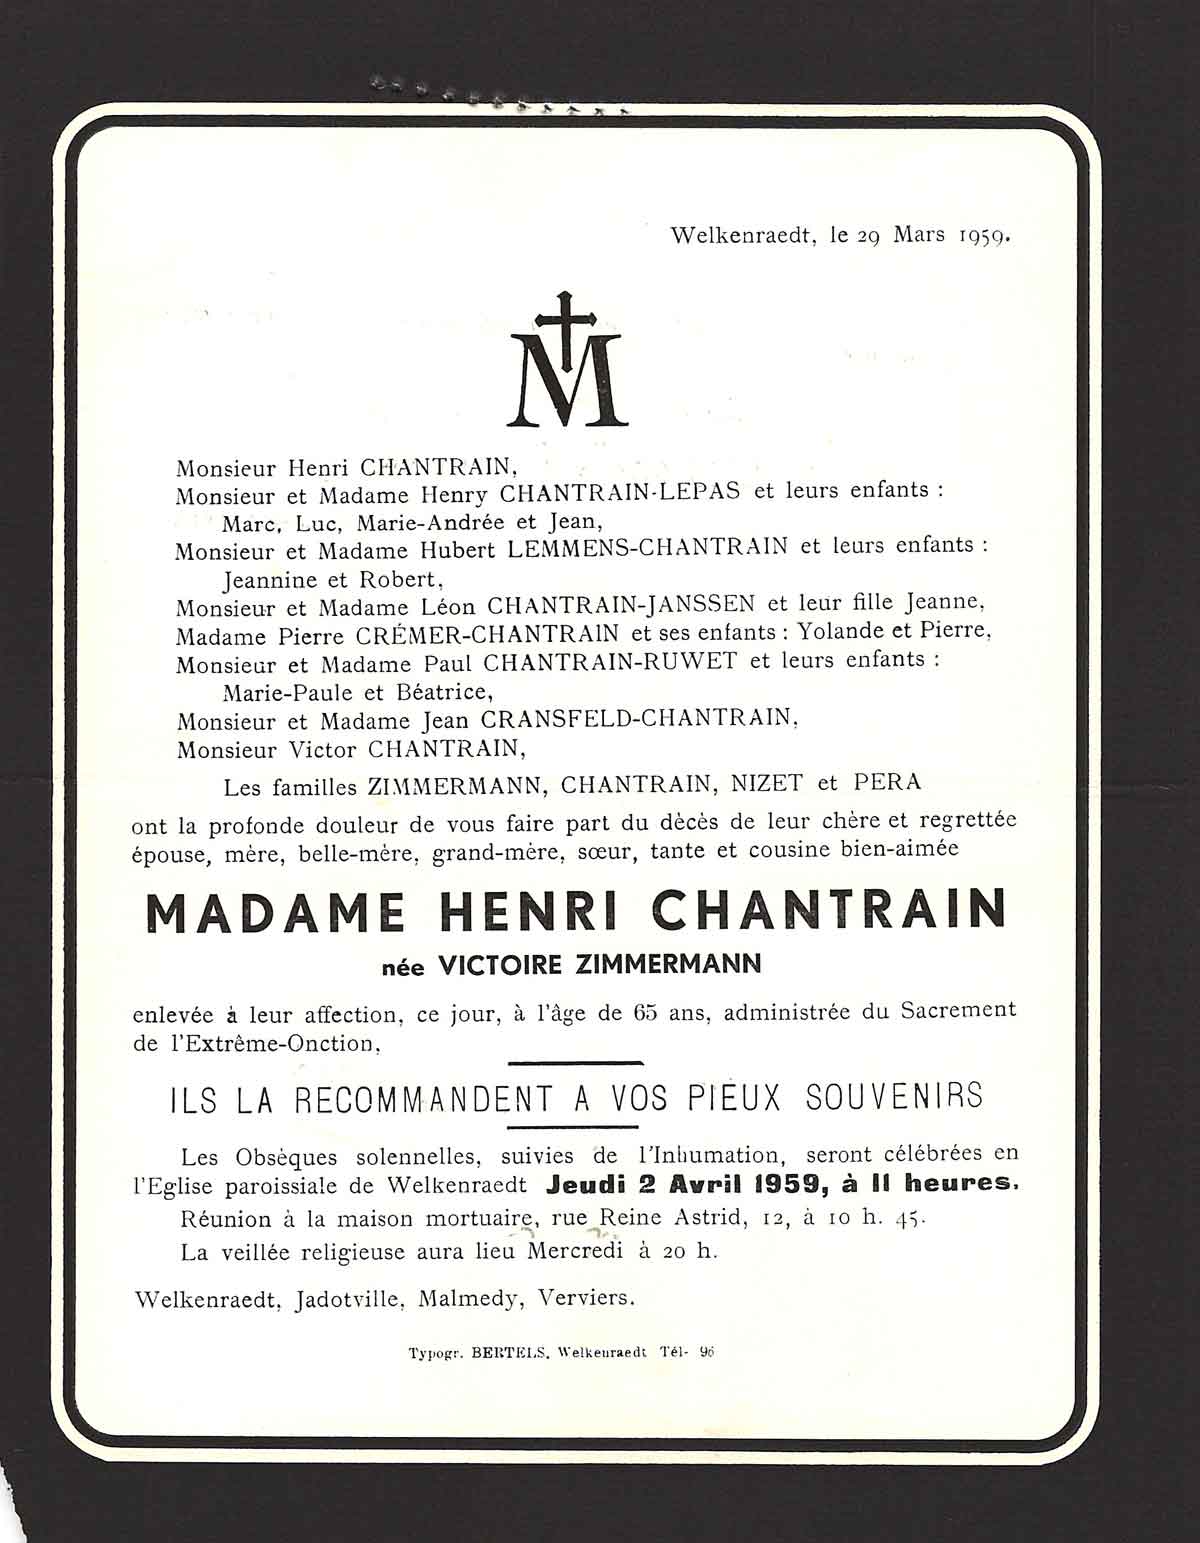 Welkenraedt, le 29 Mars 1959.
M
Monsieur Henri CHANTRAIN,
Monsieur et Madame Henry CHANTRAIN-LEPAS et leurs enfants :
Marc, Luc, Marie-Andrée et Jean,
Monsieur et Madame Hubert LEMMENS-CHANTRAIN et leurs enfants :
Jeannine et Robert,
Monsieur et Madame Léon CHANTRAIN-JANSSEN et leur fille Jeanne,
Madame Pierre CRÉMER-CHANTRAIN et ses enfants : Yolande et Pierre,
Monsieur et Madame Paul CHANTRAIN-RUWET et leurs enfants :
Marie-Paule et Béatrice,
Monsieur et Madame Jean CRANSFELD-CHANTRAIN,
Monsieur Victor CHANTRAIN,
Les familles ZIMMERMANN, CHANTRAIN, NIZET et PERA
ont la profonde douleur de vous faire part du dècès de leur chère et regrettée
épouse, mère, belle-mère, grand-mère, sœur, tante et cousine bien-aimée
MADAME HENRI CHANTRAIN
née VICTOIRE ZIMMERMANN
enlevée à leur affection, ce jour, à l'âge de 65 ans, administrée du Sacrement
de l'Extrême-Onction,
ILS LA RECOMMANDENT A VOS PIEUX SOUVENIRS
Les Obsèques solennelles, suivies de l'Inhumation, seront célébrées en
l'Eglise paroissiale de Welkenraedt Jeudi 2 Avril 1959, à 11 heures.
Réunion à la maison mortuaire, rue Reine Astrid, 12, à 10 h. 45.
La veillée religieuse aura lieu Mercredi à 20 h.
Welkenraedt, Jadotville, Malmedy, Verviers.
Typogr. BERTELS, Welkenraedt Tél- 96